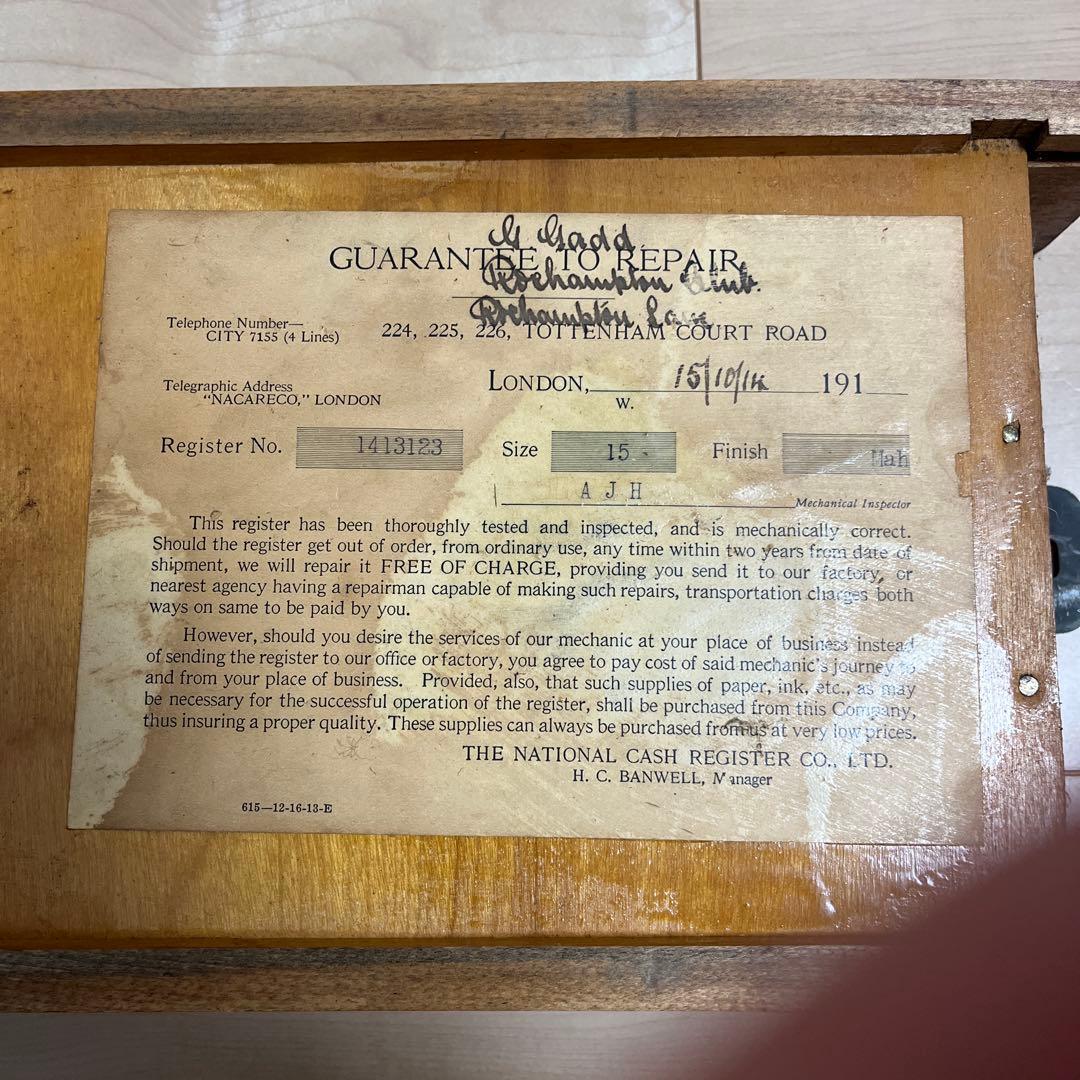 G. Gadd.
GUARANTEE TO REPAIR
Roehampton Club.
Roehampton Lane
Telephone Number—
CITY 7155 (4 Lines)
224, 225, 226, TOTTENHAM COURT ROAD
Telegraphic Address
"NACARECO," LONDON
LONDON, 15/10/14 191
W.
Register No. 1413123 Size 15 Finish Mah
A J H Mechanical Inspector
This register has been thoroughly tested and inspected, and is mechanically correct.
Should the register get out of order, from ordinary use, any time within two years from date of
shipment, we will repair it FREE OF CHARGE, providing you send it to our factory, or
nearest agency having a repairman capable of making such repairs, transportation charges both
ways on same to be paid by you.
However, should you desire the services of our mechanic at your place of business instead
of sending the register to our office or factory, you agree to pay cost of said mechanic's journey to
and from your place of business. Provided, also, that such supplies of paper, ink, etc., as may
be necessary for the successful operation of the register, shall be purchased from this Company,
thus insuring a proper quality. These supplies can always be purchased from us at very low prices.
THE NATIONAL CASH REGISTER CO., LTD.
H. C. BANWELL, Manager
615—12-16-13-E